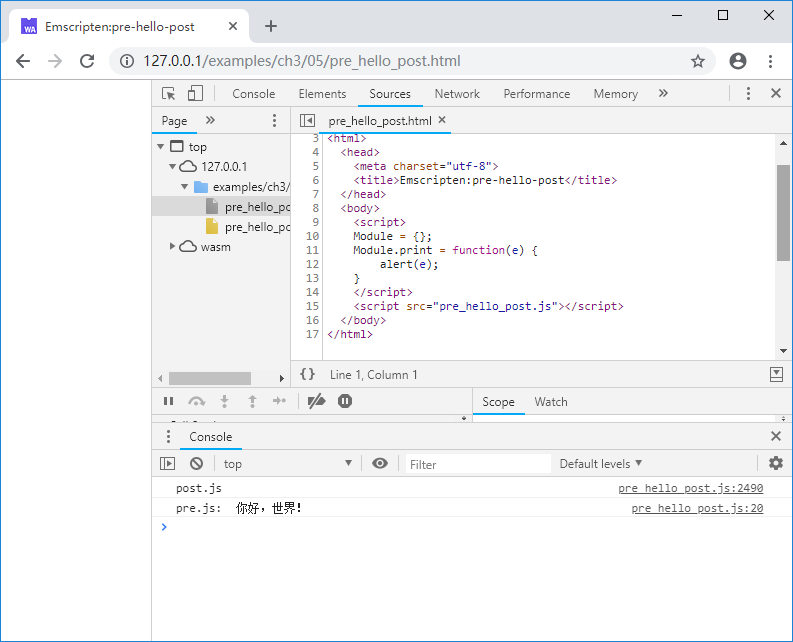 WA Emscripten:pre-hello-post
127.0.0.1/examples/ch3/05/pre_hello_post.html
Console Elements Sources Network Performance Memory »
Page » pre_hello_post.html
top
127.0.0.1
examples/ch3/
pre_hello_po
pre_hello_po
wasm
3 <html>
4 <head>
5 <meta charset="utf-8">
6 <title>Emscripten:pre-hello-post</title>
7 </head>
8 <body>
9 <script>
10 Module = {};
11 Module.print = function(e) {
12 alert(e);
13 }
14 </script>
15 <script src="pre_hello_post.js"></script>
16 </body>
17 </html>
{} Line 1, Column 1
Scope Watch
Console
top Filter Default levels
post.js pre_hello_post.js:2490
pre.js: 你好，世界！ pre_hello_post.js:20